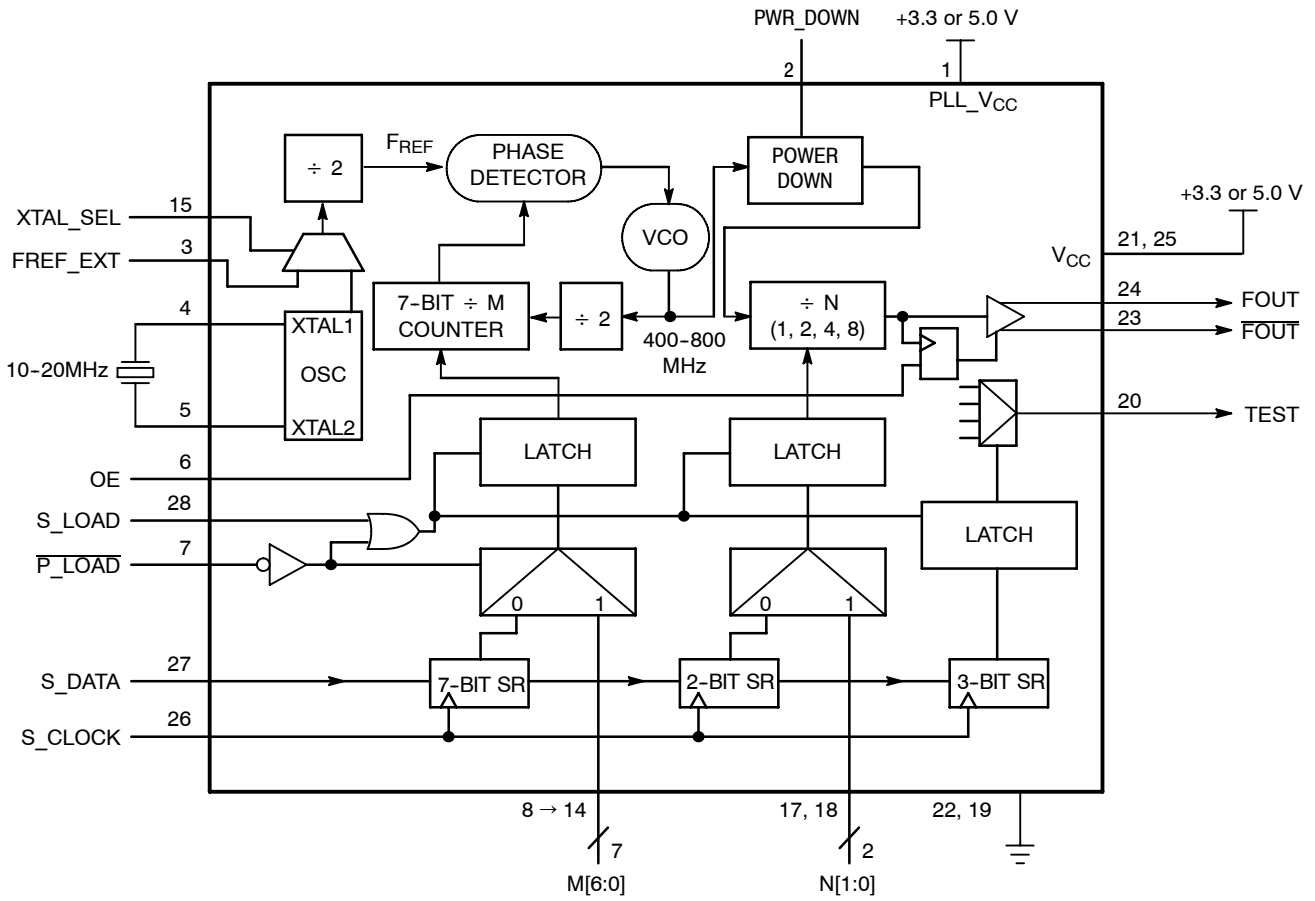 PWR_DOWN
+3.3 or 5.0 V
2
1
PLL_VCC
÷ 2
FREF
PHASE
DETECTOR
POWER
DOWN
+3.3 or 5.0 V
XTAL_SEL
15
VCO
VCC
21, 25
FREF_EXT
3
7-BIT ÷ M
COUNTER
÷ 2
400-800
MHz
÷ N
(1, 2, 4, 8)
24
FOUT
23
FOUT
4
XTAL1
10-20MHz
OSC
5
XTAL2
20
TEST
LATCH
LATCH
6
OE
28
S_LOAD
LATCH
7
P_LOAD
0
1
0
1
27
S_DATA
7-BIT SR
2-BIT SR
3-BIT SR
26
S_CLOCK
8 → 14
17, 18
22, 19
7
2
M[6:0]
N[1:0]